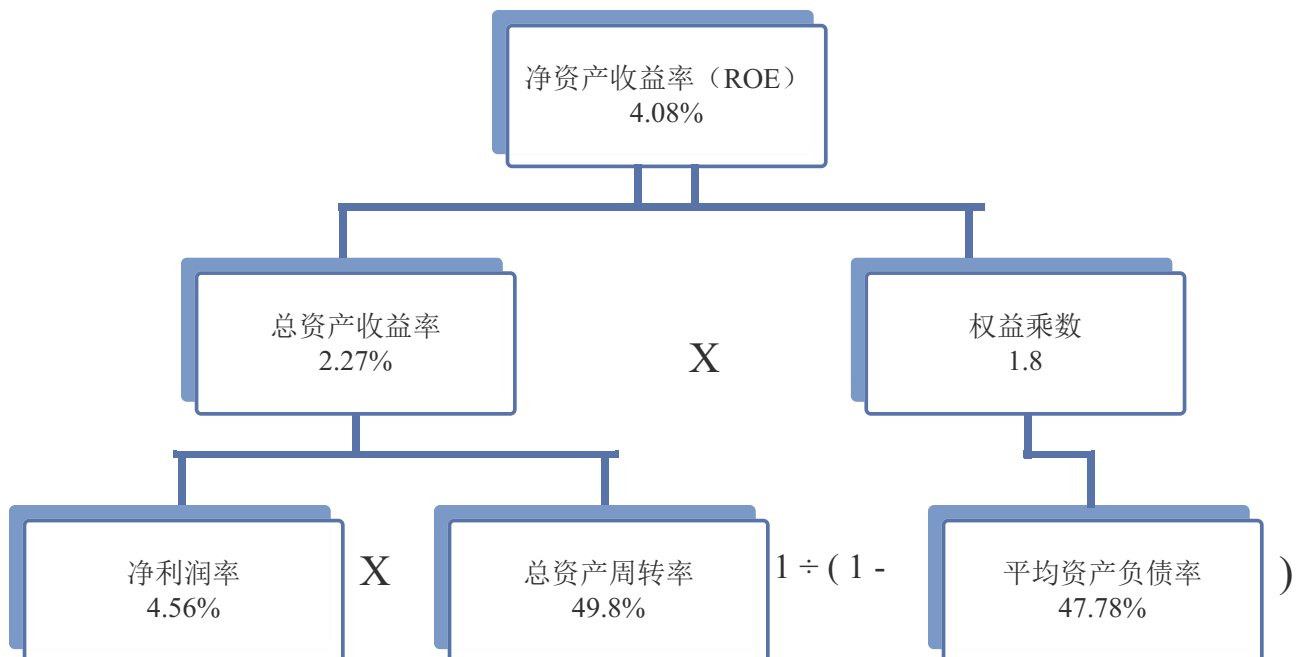 净资产收益率（ROE）
4.08%
总资产收益率
2.27%
X
权益乘数
1.8
净利润率
4.56%
X
总资产周转率
49.8%
1 ÷ ( 1 -
平均资产负债率
47.78%
)